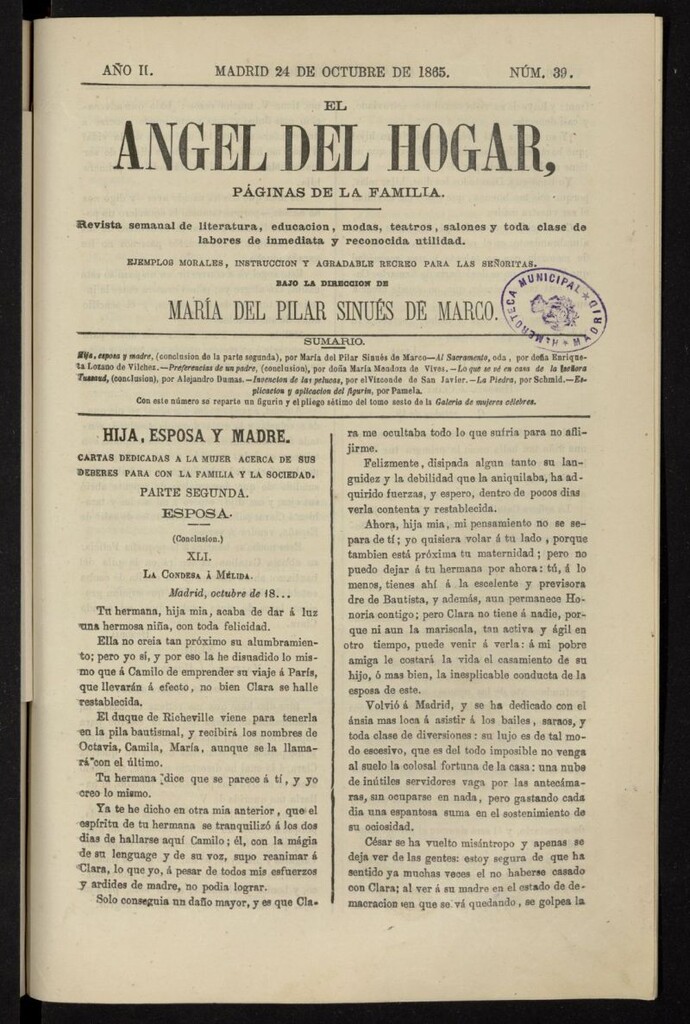 AÑO II. MADRID 24 DE OCTUBRE DE 1865. NÚM. 39.
EL
ANGEL DEL HOGAR,
PÁGINAS DE LA FAMILIA.
Revista semanal de literatura, educacion, modas, teatros, salones y toda clase de
labores de inmediata y reconocida utilidad.
EJEMPLOS MORALES, INSTRUCCION Y AGRADABLE RECREO PARA LAS SEÑORITAS.
BAJO LA DIRECCION DE
MARÍA DEL PILAR SINUÉS DE MARCO.
HEMEROTECA MUNICIPAL * MADRID *
SUMARIO.
Hija, esposa y madre, (conclusion de la parte segunda), por María del Pilar Sinués de Marco—Al Sacramento, oda, por doña Enrique-
ta Lozano de Vilchez.—Preferencias de un padre, (conclusion), por doña María Mendoza de Vives.—Lo qué se vé en casa de la señora
Tussaud, (conclusion), por Alejandro Dumas.—Invencion de las pelucas, por el Vizconde de San Javier.—La Piedra, por Schmid.—Es-
plicacion y aplicacion del figurin, por Pamela.
Con este número se reparte un figurin y el pliego sétimo del tomo sesto de la Galeria de mujeres célebres.
HIJA, ESPOSA Y MADRE.
CARTAS DEDICADAS A LA MUJER ACERCA DE SUS
DEBERES PARA CON LA FAMILIA Y LA SOCIEDAD.
PARTE SEGUNDA.
ESPOSA.
(Conclusion.)
XLI.
LA CONDESA Á MÉLIDA.
Madrid, octubre de 18...
Tu hermana, hija mia, acaba de dar á luz
una hermosa niña, con toda felicidad.
Ella no creia tan próximo su alumbramien-
to; pero yo sí, y por eso la he disuadido lo mis-
mo que á Camilo de emprender su viaje á París,
que llevarán á efecto, no bien Clara se halle
restablecida.
El duque de Richeville viene para tenerla
en la pila bautismal, y recibirá los nombres de
Octavia, Camila, María, aunque se la llama-
rá con el último.
Tu hermana dice que se parece á tí, y yo
creo lo mismo.
Ya te he dicho en otra mia anterior, que el
espíritu de tu hermana se tranquilizó á los dos
dias de hallarse aquí Camilo; él, con la mágia
de su lenguage y de su voz, supo reanimar á
Clara, lo que yo, á pesar de todos mis esfuerzos
y ardides de madre, no podia lograr.
Solo conseguia un daño mayor, y es que Cla-
ra me ocultaba todo lo que sufria para no afli-
jirme.
Felizmente, disipada algun tanto su lan-
guidez y la debilidad que la aniquilaba, ha ad-
quirido fuerzas, y espero, dentro de pocos dias
verla contenta y restablecida.
Ahora, hija mia, mi pensamiento no se se-
para de tí; yo quisiera volar á tu lado, porque
tambien está próxima tu maternidad; pero no
puedo dejar á tu hermana por ahora: tú, á lo
menos, tienes ahí á la escelente y previsora
dre de Bautista, y además, aun permanece Ho-
noria contigo; pero Clara no tiene á nadie, por-
que ni aun la mariscala, tan activa y ágil en
otro tiempo, puede venir á verla: á mi pobre
amiga le costará la vida el casamiento de su
hijo, ó mas bien, la inesplicable conducta de la
esposa de este.
Volvió á Madrid, y se ha dedicado con el
ánsia mas loca á asistir á los bailes, saraos, y
toda clase de diversiones: su lujo es de tal mo-
do escesivo, que es del todo imposible no venga
al suelo la colosal fortuna de la casa: una nube
de inútiles servidores vaga por las antecáma-
ras, sin ocuparse en nada, pero gastando cada
dia una espantosa suma en el sostenimiento de
su ociosidad.
César se ha vuelto misántropo y apenas se
deja ver de las gentes: estoy segura de que ha
sentido ya muchas veces el no haberse casado
con Clara; al ver á su madre en el estado de de-
macracion en que se vá quedando, se golpea la